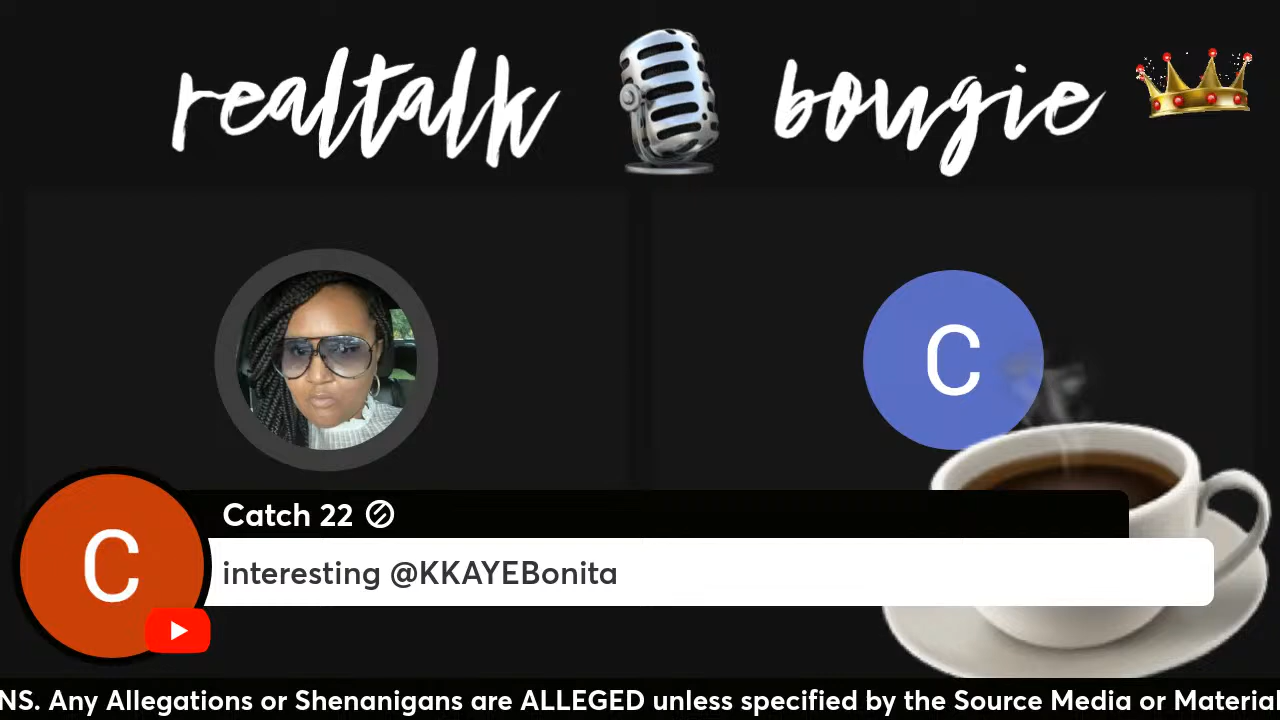 realtalk bougie
C
Catch 22
C
interesting @KKAYEBonita
NS. Any Allegations or Shenanigans are ALLEGED unless specified by the Source Media or Materia